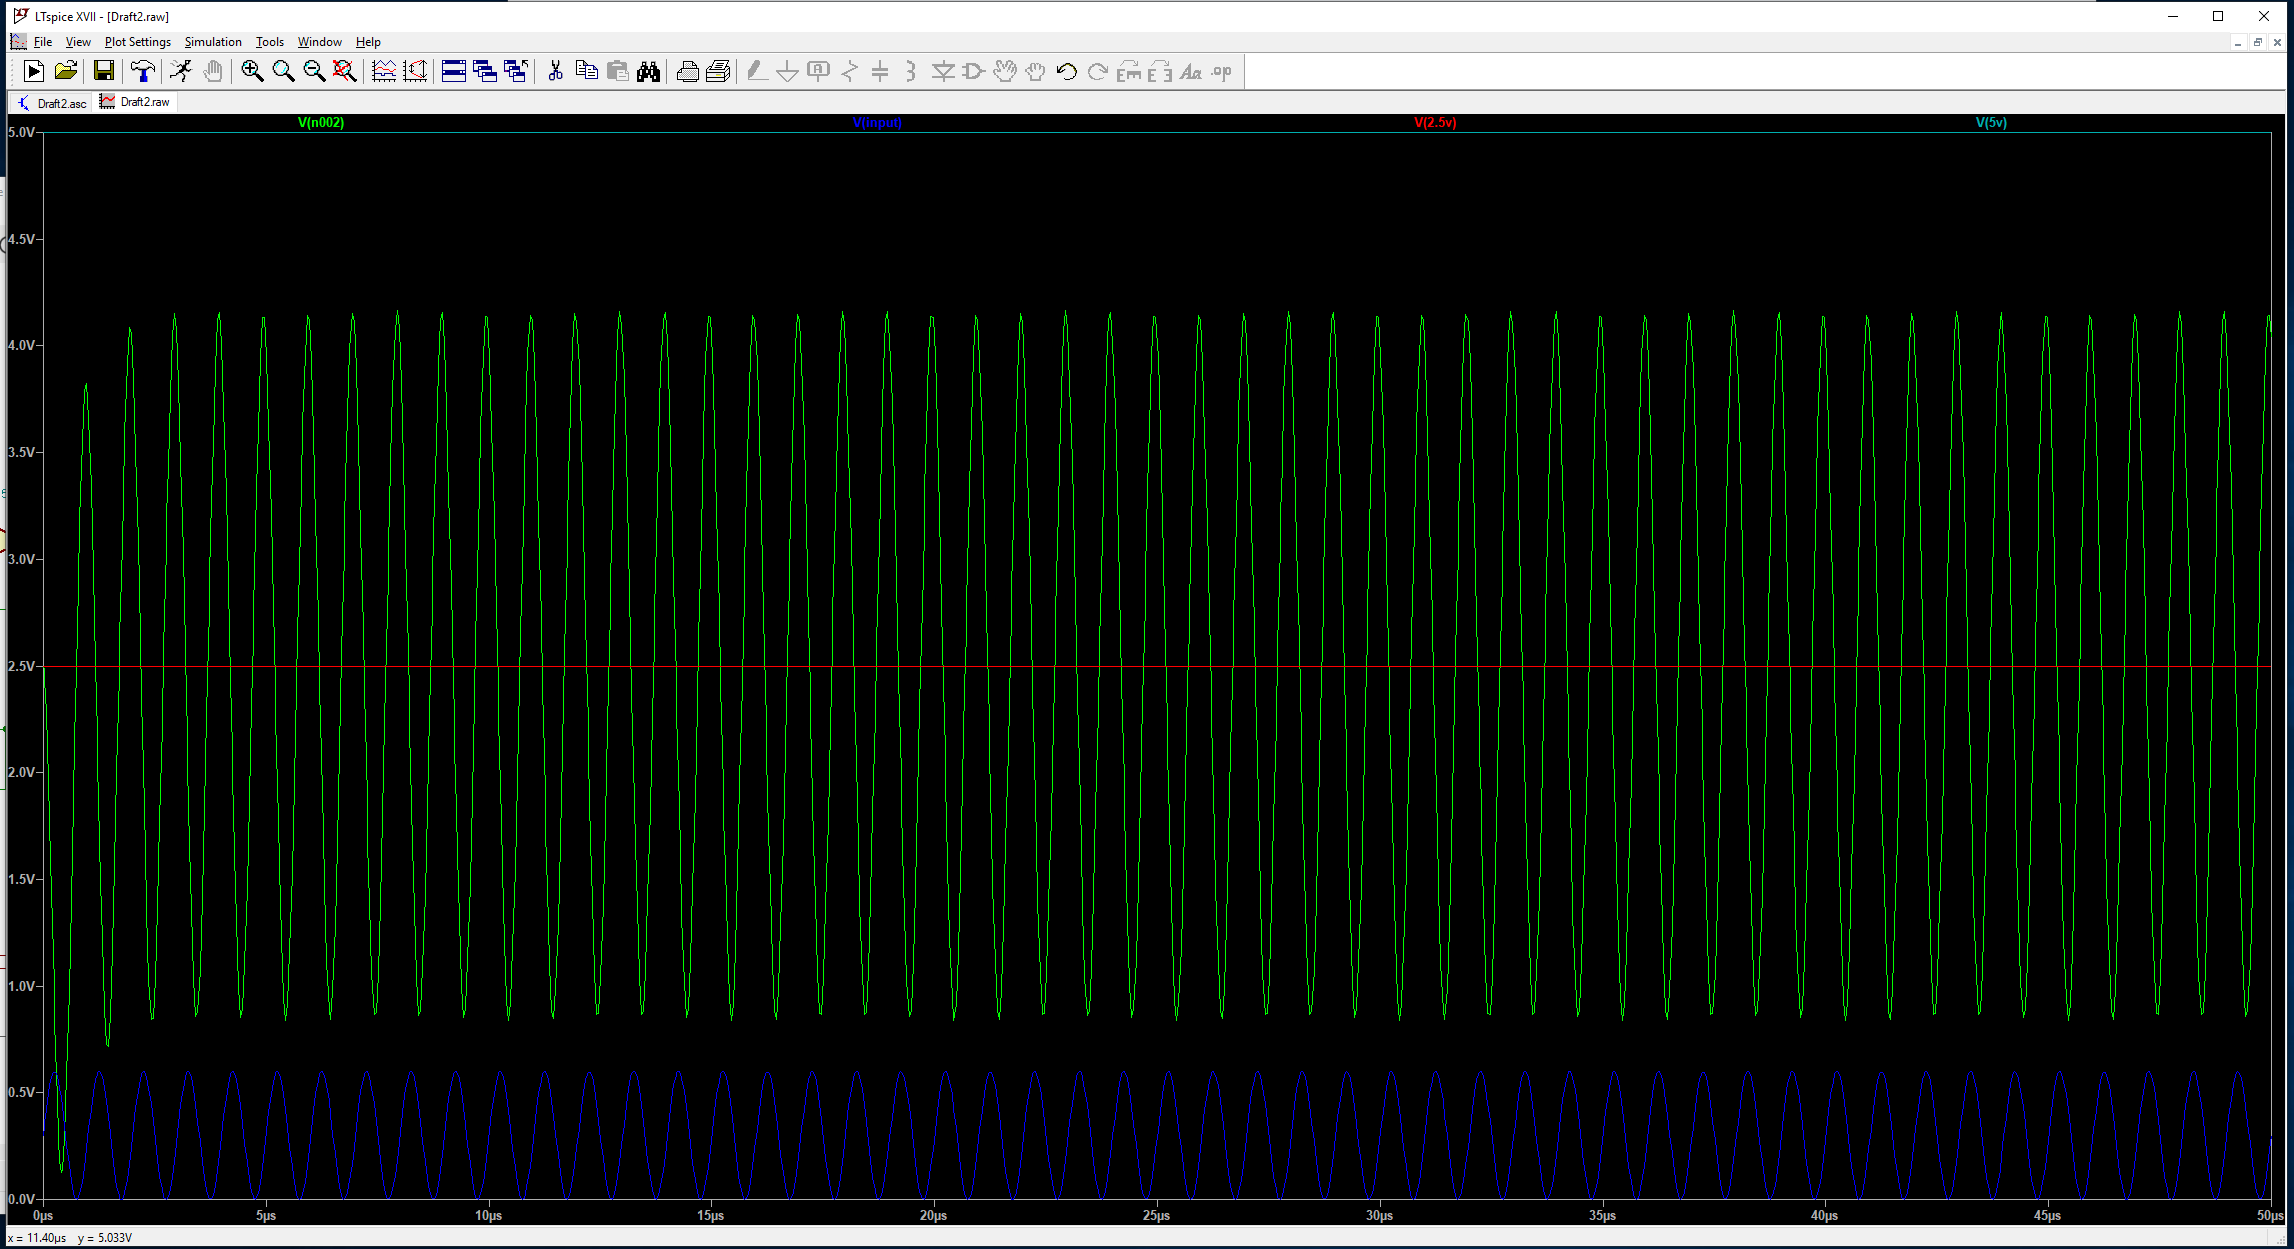 LTspice XVII - [Draft2.raw]
File View Plot Settings Simulation Tools Window Help
.op
Draft2.asc Draft2.raw
V(n002) V(input) V(2.5v) V(5v)
5.0V
4.5V
4.0V
3.5V
3.0V
2.5V
2.0V
1.5V
1.0V
0.5V
0.0V
0µs 5µs 10µs 15µs 20µs 25µs 30µs 35µs 40µs 45µs 50µs
x = 11.40µs y = 5.033V